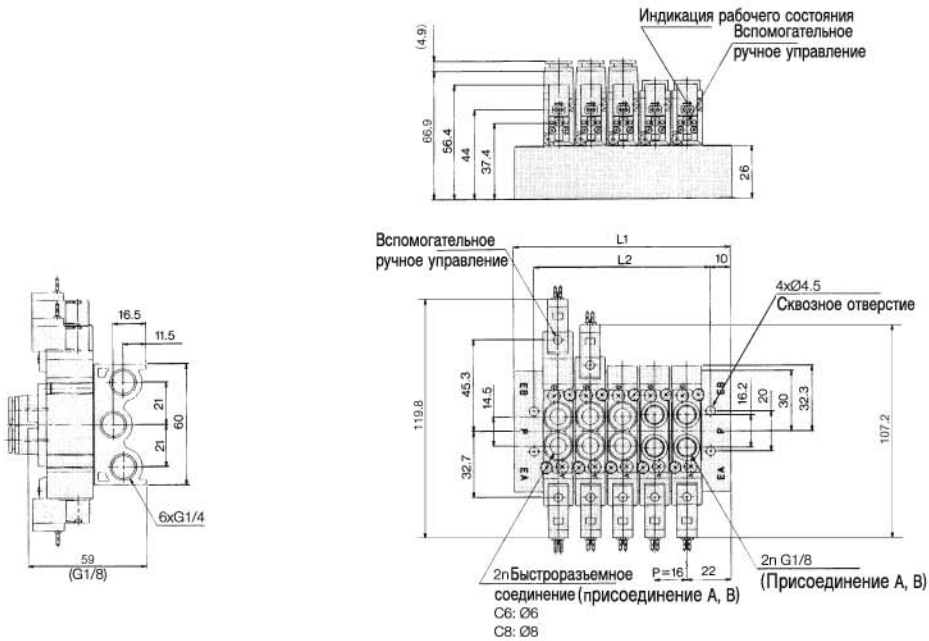 Индикация рабочего состояния
Вспомогательное
ручное управление
(4.9)
66.9
56.4
44
37.4
26
Вспомогательное
ручное управление
L1
L2
10
4xØ4.5
Сквозное отверстие
16.5
11.5
21
21
60
6xG1/4
59
(G1/8)
119.8
45.3
14.5
32.7
EB
P
EA
EB
P
EA
16.2
20
30
32.3
107.2
P=16
22
2n G1/8
(Присоединение A, B)
2n Быстроразъемное
соединение (присоединение A, B)
C6: Ø6
C8: Ø8